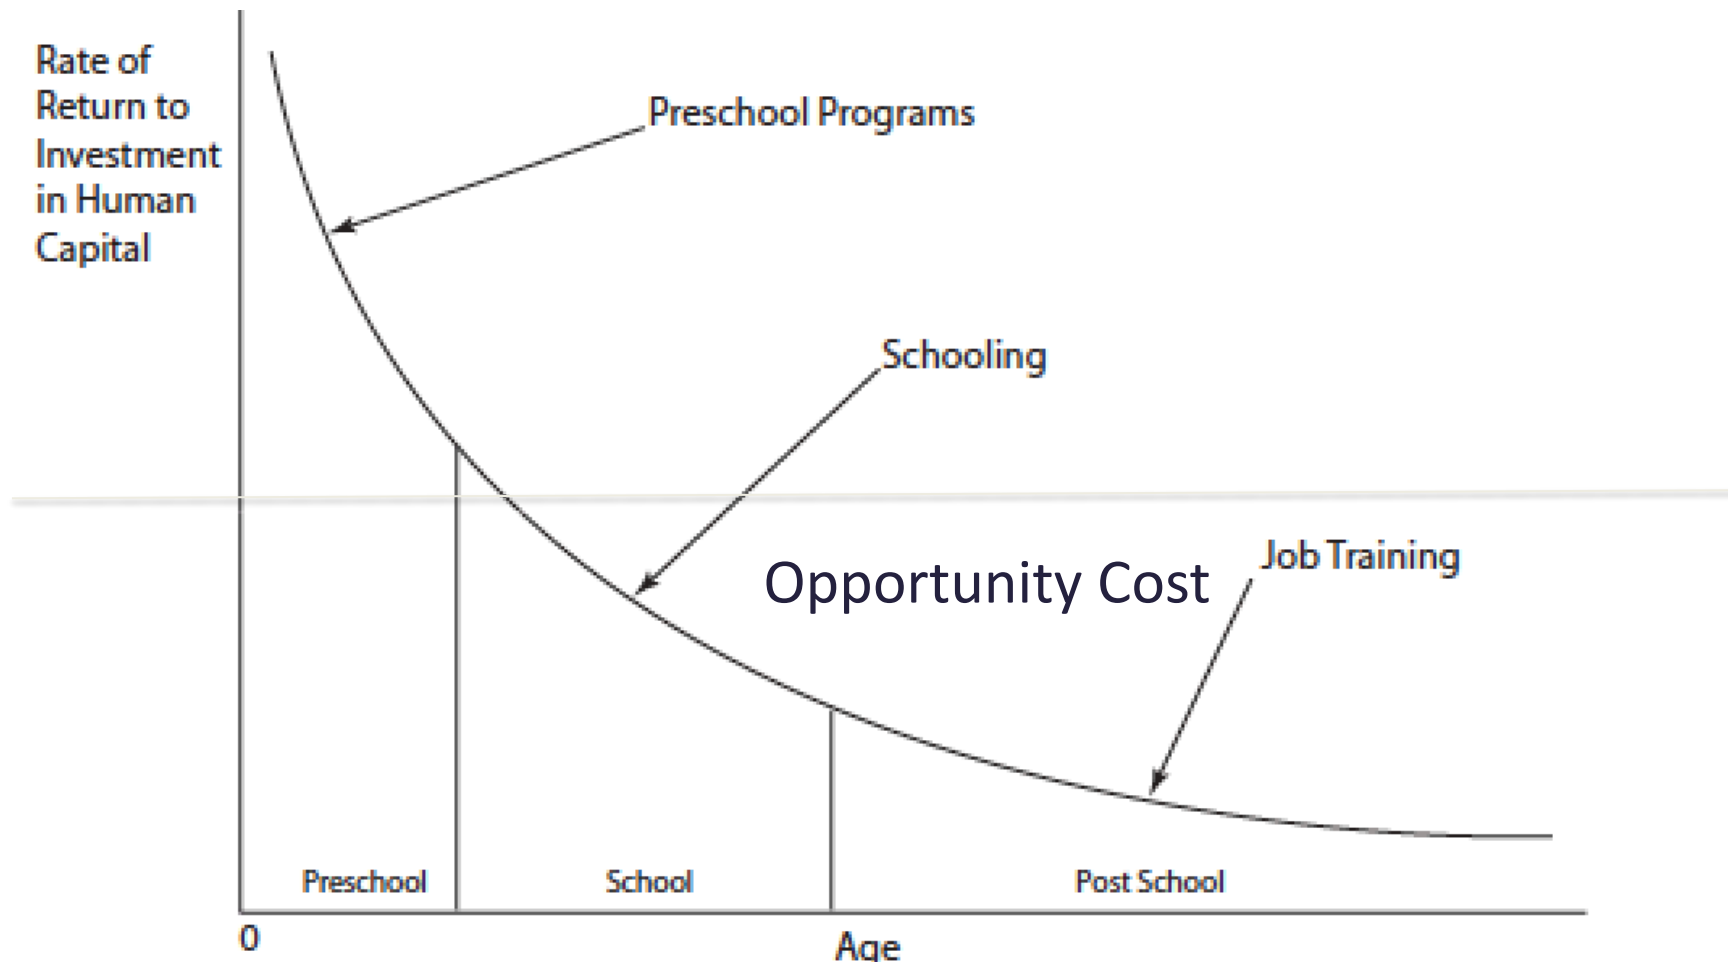 Rate of
Return to
Investment
in Human
Capital
Preschool Programs
Schooling
Opportunity Cost
Job Training
Preschool
School
Post School
0
Age